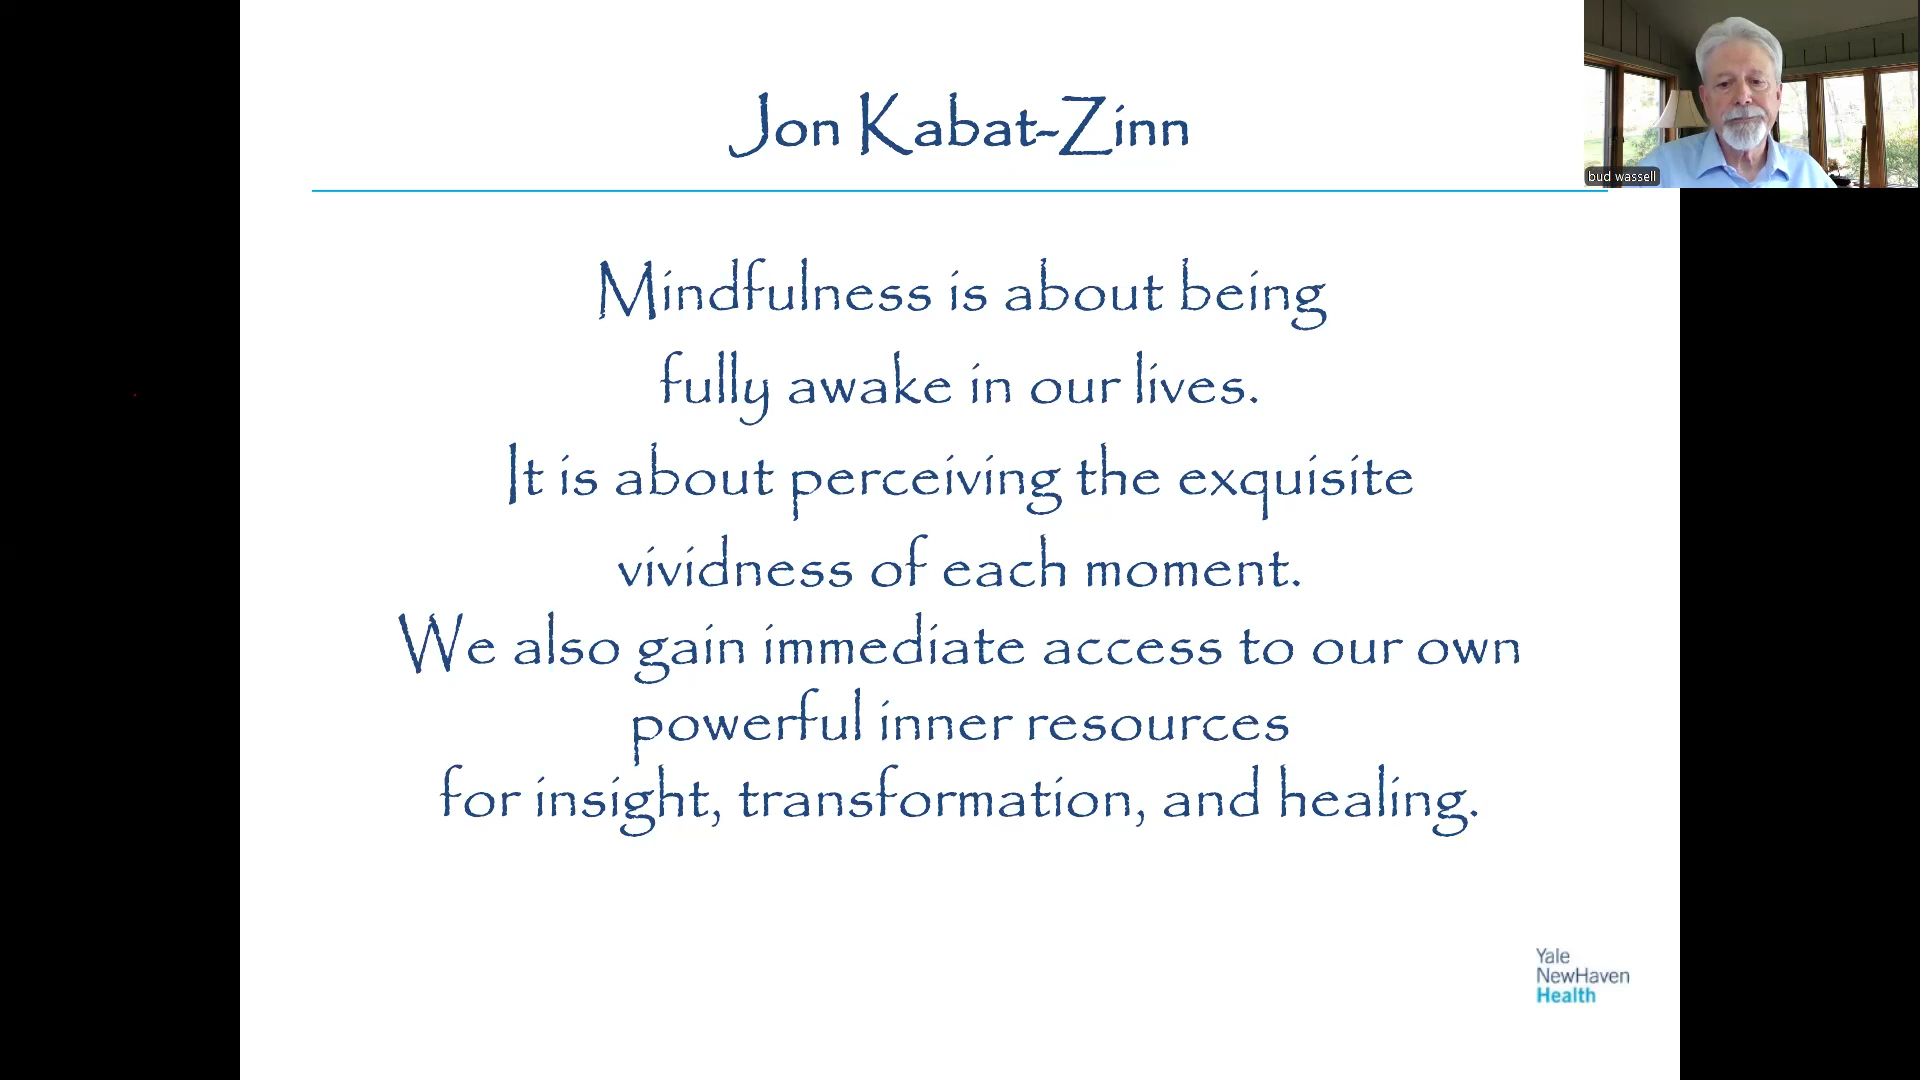 Jon Kabat-Zinn
bud wassell
Mindfulness is about being
fully awake in our lives.
It is about perceiving the exquisite
vividness of each moment.
We also gain immediate access to our own
powerful inner resources
for insight, transformation, and healing.
Yale
NewHaven
Health